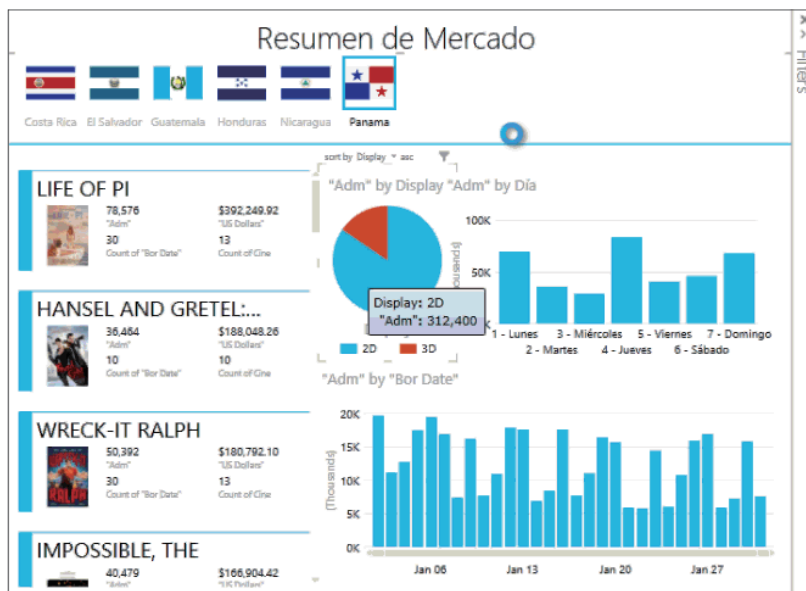 Resumen de Mercado
Filters
Costa Rica El Salvador Guatemala Honduras Nicaragua Panama
sort by Display asc
LIFE OF PI
78,576 $392,249.92
"Adm" "US Dollars"
30 13
Count of "Bor Date" Count of Cine
HANSEL AND GRETEL:...
36,464 $188,048.26
"Adm" "US Dollars"
10 10
Count of "Bor Date" Count of Cine
WRECK-IT RALPH
50,392 $180,792.10
"Adm" "US Dollars"
30 13
Count of "Bor Date" Count of Cine
IMPOSSIBLE, THE
40,479 $166,904.42
"Adm" "US Dollars"
"Adm" by Display "Adm" by Día
Display: 2D
"Adm": 312,400
2D 3D
100K
50K
1 - Lunes 3 - Miércoles 5 - Viernes 7 - Domingo
2 - Martes 4 - Jueves 6 - Sábado
"Adm" by "Bor Date"
(Thousands)
20K
15K
10K
5K
0K
Jan 06 Jan 13 Jan 20 Jan 27